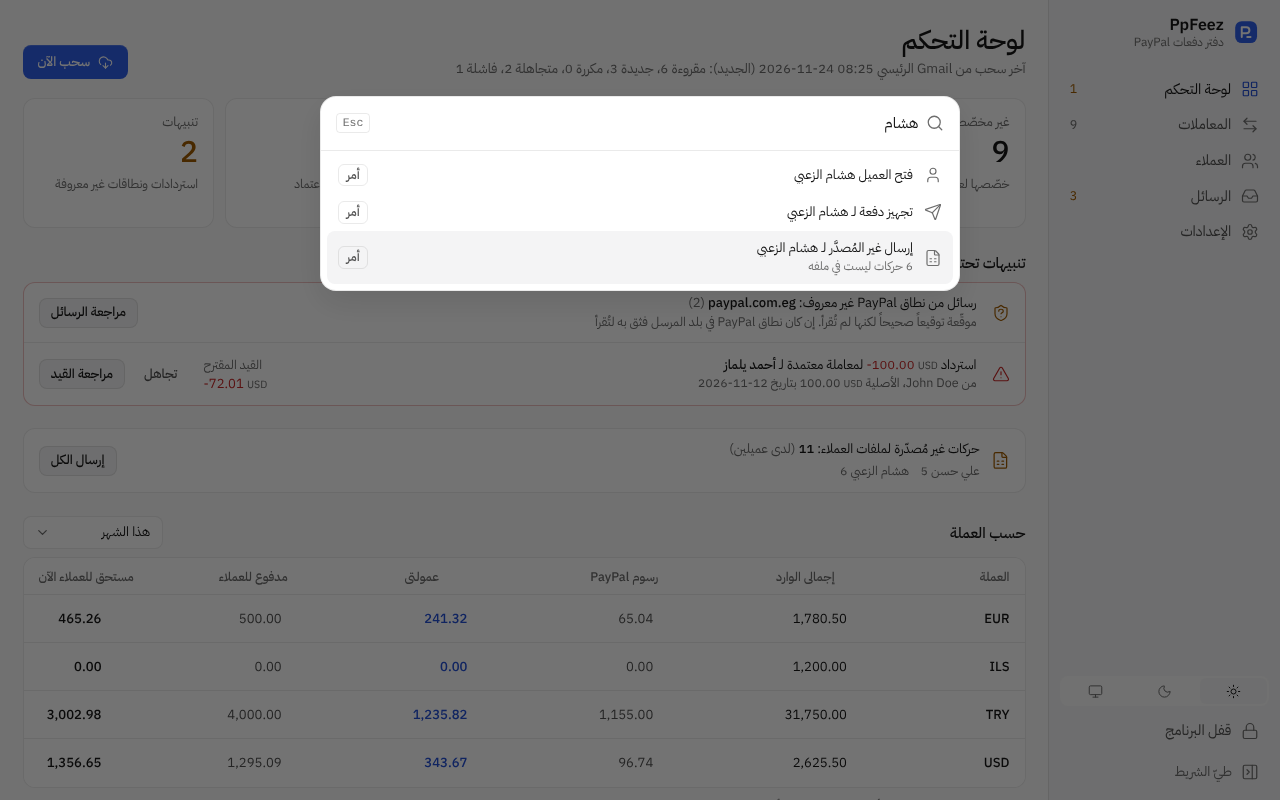 PpFeez
دفتر دفعات PayPal
لوحة التحكم 1
المعاملات 9
العملاء
الرسائل 3
الإعدادات
قفل البرنامج
طيّ الشريط
لوحة التحكم
آخر سحب من Gmail الرئيسي 08:25 24-11-2026 (الجديد): مقروءة 6، جديدة 3، مكررة 0، متجاهلة 2، فاشلة 1
سحب الآن
هشام
Esc
فتح العميل هشام الزعبي
أمر
تجهيز دفعة لـ هشام الزعبي
أمر
إرسال غير المُصدَّر لـ هشام الزعبي
6 حركات ليست في ملفه
أمر
9
تنبيهات
2
استردادات ونطاقات غير معروفة
رسائل من نطاق PayPal غير معروف: paypal.com.eg (2)
موقّعة توقيعاً صحيحاً لكنها لم تُقرأ. إن كان نطاق PayPal في بلد المرسل فثق به لتُقرأ
مراجعة الرسائل
استرداد USD -100.00 لمعاملة معتمدة لـ أحمد يلماز
من John Doe، الأصلية 100.00 USD بتاريخ 12-11-2026
القيد المقترح
-72.01 USD
تجاهل
مراجعة القيد
حركات غير مُصدّرة لملفات العملاء: 11 (لدى عميلين)
علي حسن 5 هشام الزعبي 6
إرسال الكل
حسب العملة
هذا الشهر
العملة إجمالي الوارد رسوم PayPal عمولتي مدفوع للعملاء مستحق للعملاء الآن
EUR 1,780.50 65.04 241.32 500.00 465.26
ILS 1,200.00 0.00 0.00 0.00 0.00
TRY 31,750.00 1,155.00 1,235.82 4,000.00 3,002.98
USD 2,625.50 96.74 343.67 1,295.09 1,356.65